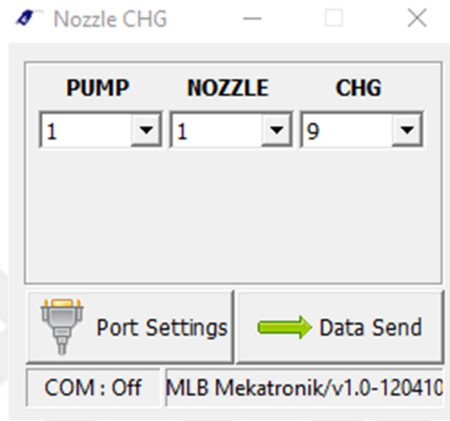 Nozzle CHG
PUMP NOZZLE CHG
1 1 9
Port Settings Data Send
COM : Off MLB Mekatronik/v1.0-120410